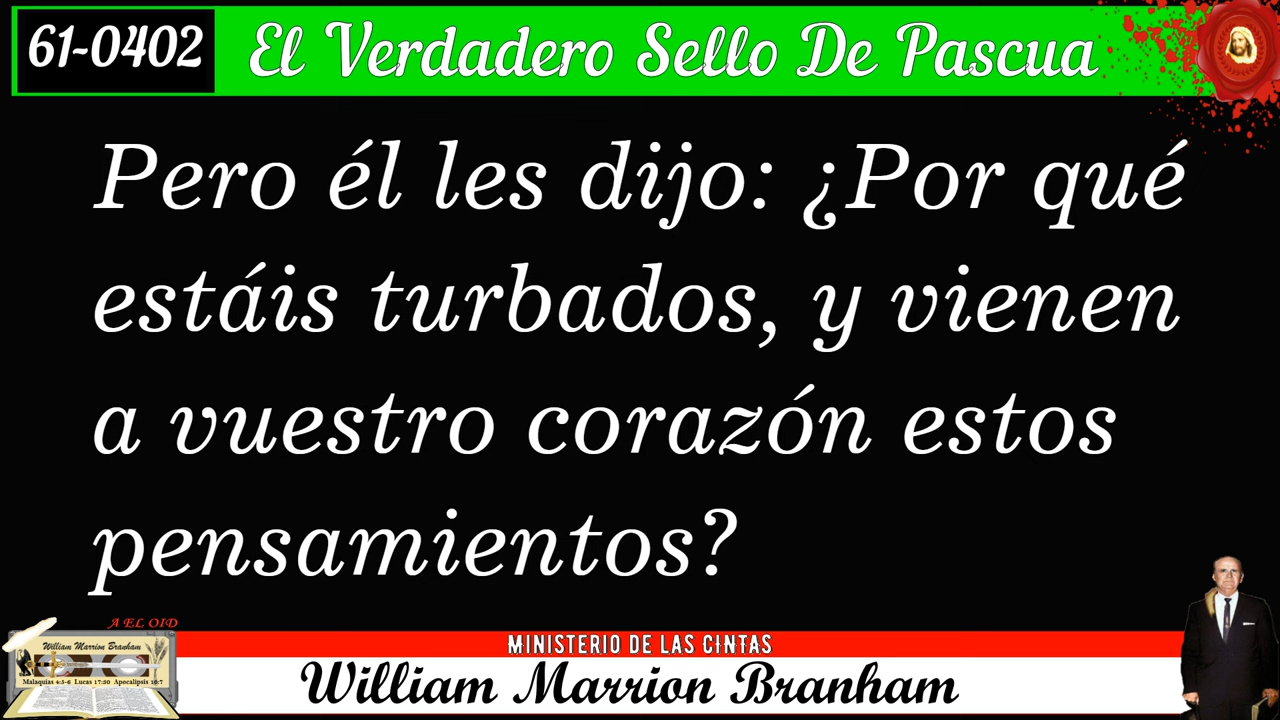 61-0402
El Verdadero Sello De Pascua
Pero él les dijo: ¿Por qué
estáis turbados, y vienen
a vuestro corazón estos
pensamientos?
A EL OID
William Marrion Branham
Malaquias 4:5-6 Lucas 17:30 Apocalipsis 10:7
MINISTERIO DE LAS CINTAS
William Marrion Branham